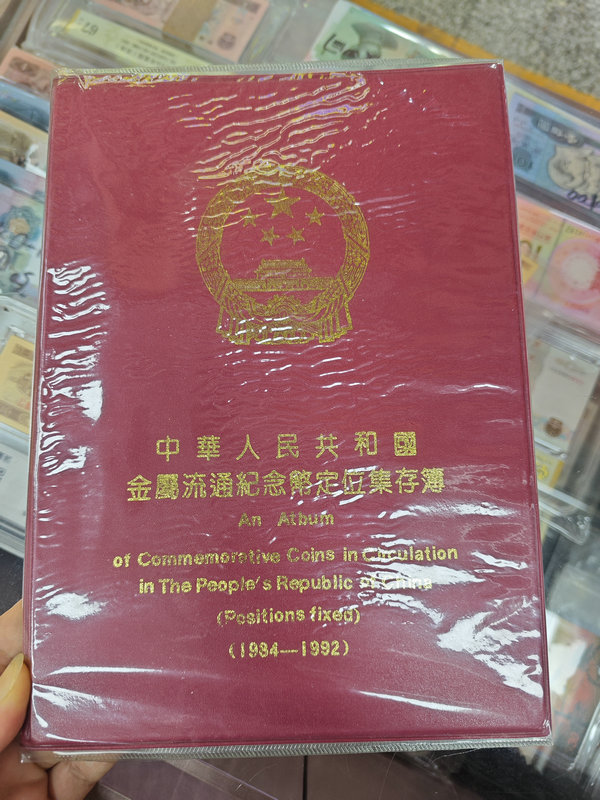 中華人民共和國
金屬流通紀念幣定位集存簿
An Album
of Commemorative Coins in Circulation
in The People's Republic of China
(Positions fixed)
(1984—1992)